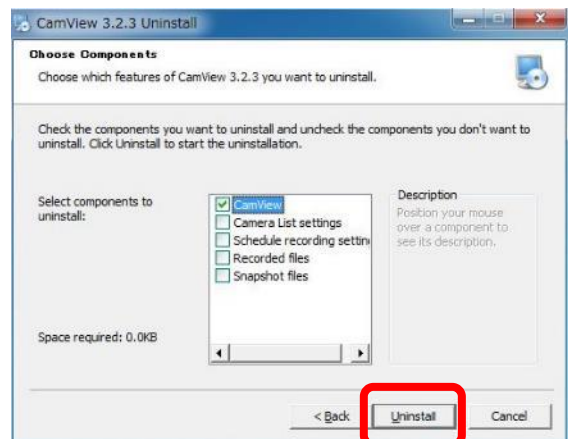 CamView 3.2.3 Uninstall
Choose Components
Choose which features of CamView 3.2.3 you want to uninstall.
Check the components you want to uninstall and uncheck the components you don't want to
uninstall. Click Uninstall to start the uninstallation.
Select components to
uninstall:
CamView
Camera List settings
Schedule recording settin
Recorded files
Snapshot files
Description
Position your mouse
over a component to
see its description.
Space required: 0.0KB
< Back
Uninstall
Cancel